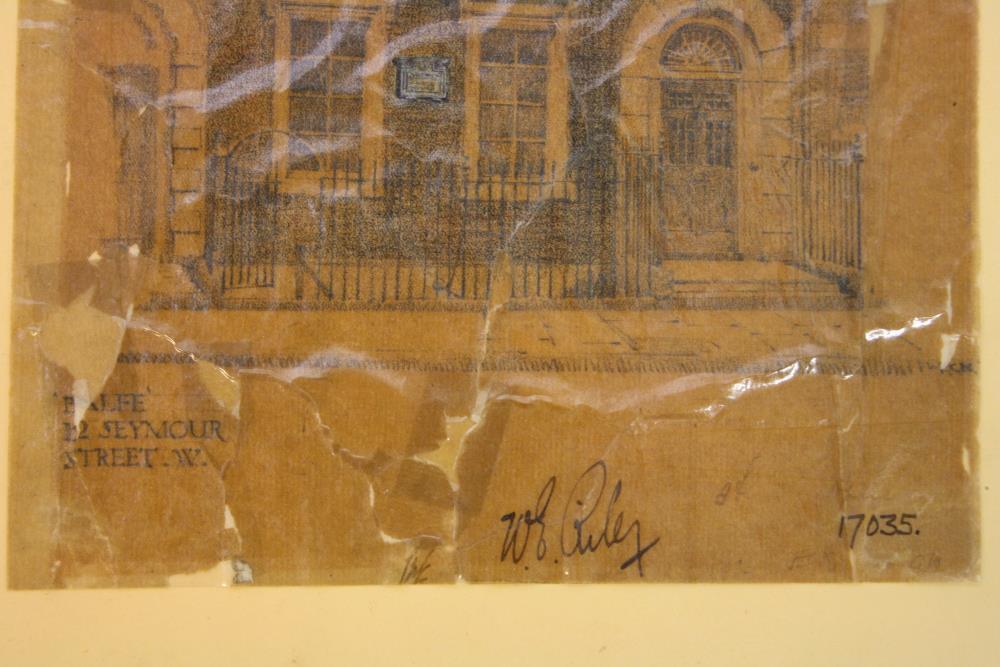 BALFE
12 SEYMOUR
STREET. W.
W.E. Riley
17035.